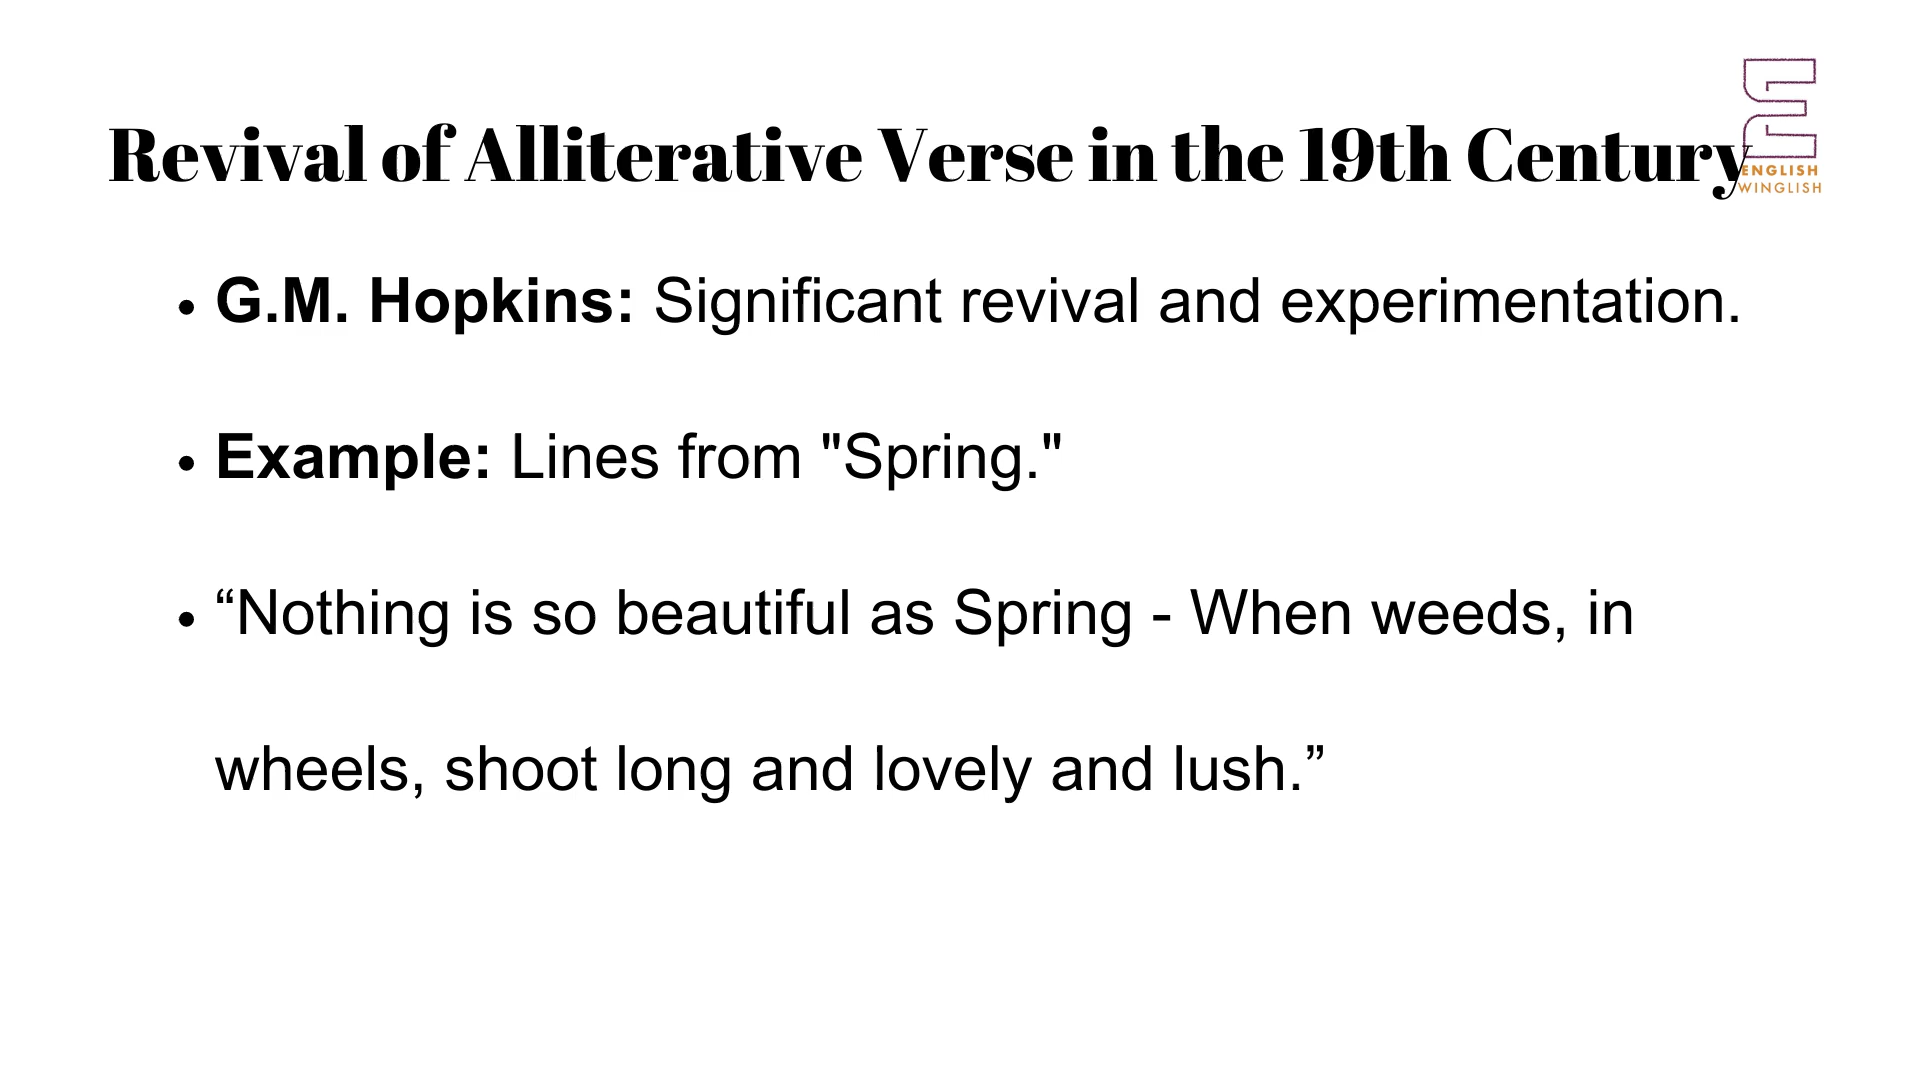 Revival of Alliterative Verse in the 19th Century
ENGLISH
WINGLISH
• G.M. Hopkins: Significant revival and experimentation.
• Example: Lines from "Spring."
• “Nothing is so beautiful as Spring - When weeds, in
wheels, shoot long and lovely and lush.”